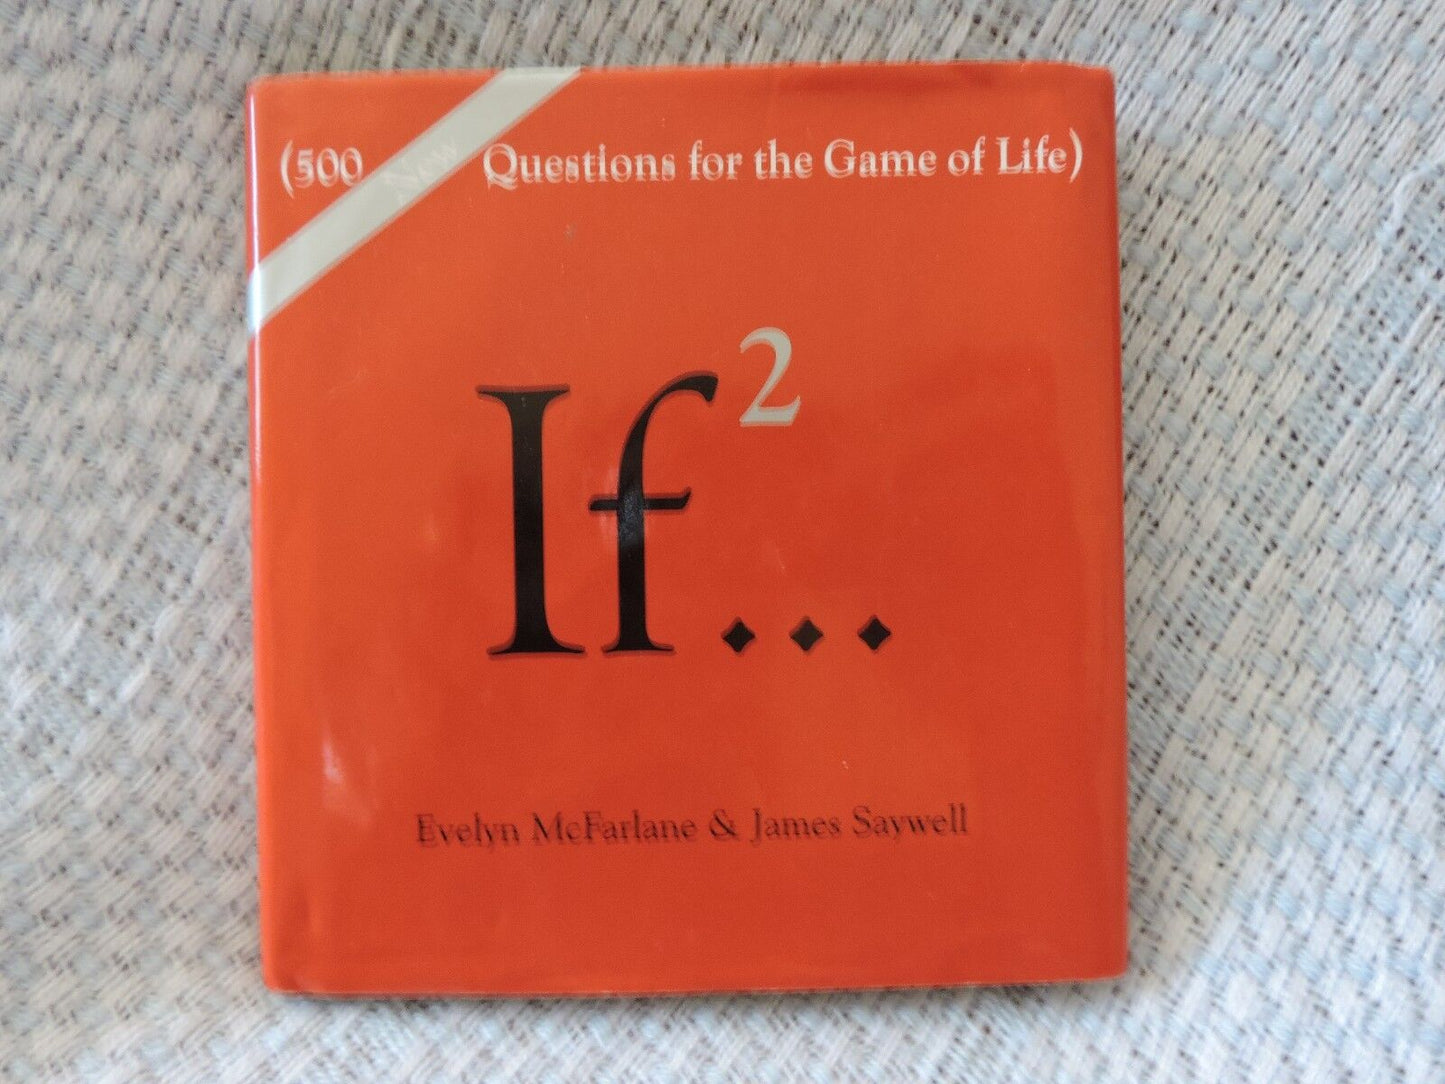 (500 New Questions for the Game of Life)
If²...
Evelyn McFarlane & James Saywell